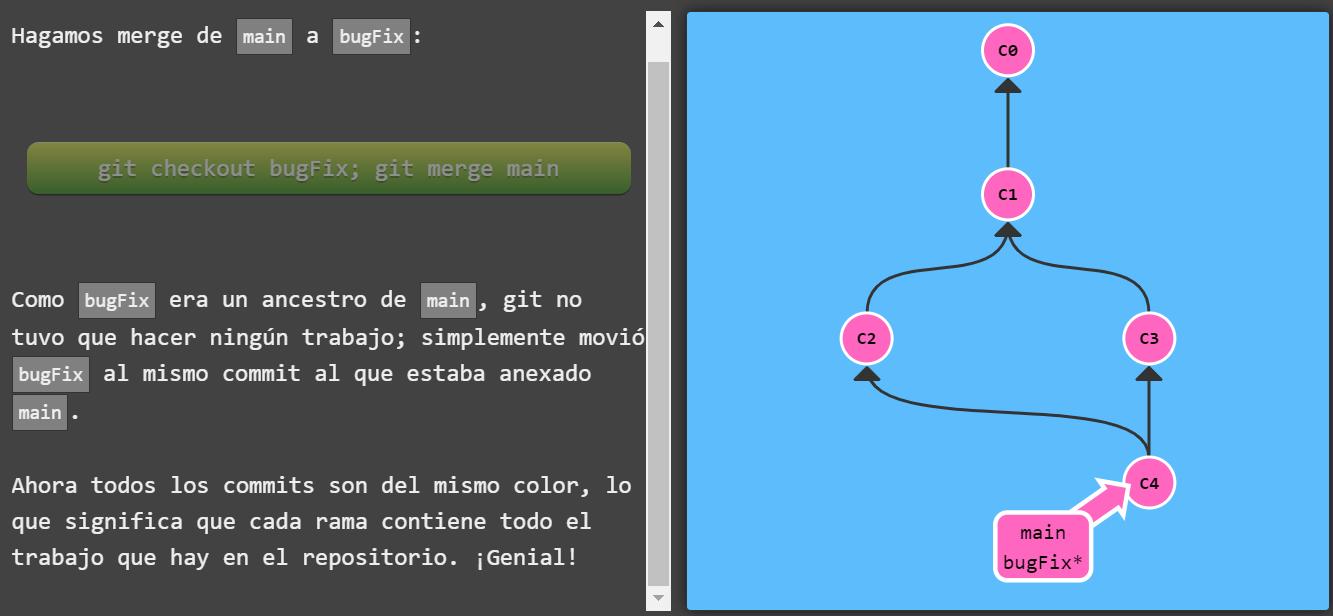 Hagamos merge de main a bugFix:
git checkout bugFix; git merge main
Como bugFix era un ancestro de main, git no
tuvo que hacer ningún trabajo; simplemente movió
bugFix al mismo commit al que estaba anexado
main.
Ahora todos los commits son del mismo color, lo
que significa que cada rama contiene todo el
trabajo que hay en el repositorio. ¡Genial!
C0
C1
C2
C3
C4
main
bugFix*